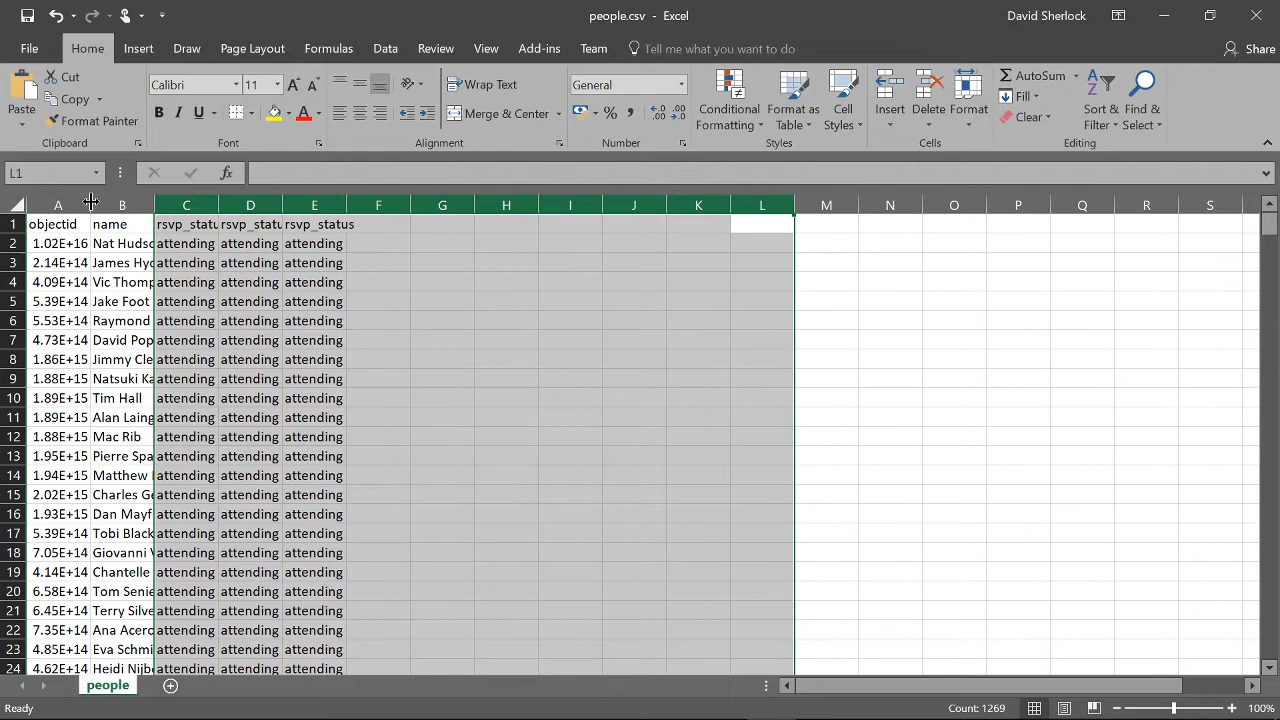 people.csv - Excel
David Sherlock
File Home Insert Draw Page Layout Formulas Data Review View Add-ins Team Tell me what you want to do Share
Paste
Cut
Copy
Format Painter
Clipboard
Calibri 11
B I U A
Font
Wrap Text
Merge & Center
Alignment
General
% ,
Number
Conditional Formatting
Format as Table
Cell Styles
Styles
Insert
Delete
Format
Cells
AutoSum
Fill
Clear
Sort & Filter
Find & Select
Editing
L1 fx
A B C D E F G H I J K L M N O P Q R S
1 objectid name rsvp_statu rsvp_statu rsvp_status
2 1.02E+16 Nat Hudso attending attending attending
3 2.14E+14 James Hyd attending attending attending
4 4.09E+14 Vic Thomp attending attending attending
5 5.39E+14 Jake Foot attending attending attending
6 5.53E+14 Raymond attending attending attending
7 4.73E+14 David Pop attending attending attending
8 1.86E+15 Jimmy Cle attending attending attending
9 1.88E+15 Natsuki Ka attending attending attending
10 1.89E+15 Tim Hall attending attending attending
11 1.89E+15 Alan Laing attending attending attending
12 1.88E+15 Mac Rib attending attending attending
13 1.95E+15 Pierre Spa attending attending attending
14 1.94E+15 Matthew attending attending attending
15 2.02E+15 Charles Ge attending attending attending
16 1.93E+15 Dan Mayf attending attending attending
17 5.39E+14 Tobi Black attending attending attending
18 7.05E+14 Giovanni V attending attending attending
19 4.14E+14 Chantelle attending attending attending
20 6.58E+14 Tom Senie attending attending attending
21 6.45E+14 Terry Silve attending attending attending
22 7.35E+14 Ana Acero attending attending attending
23 4.85E+14 Eva Schmi attending attending attending
24 4.62E+14 Heidi Nijbe attending attending attending
people
Ready
Count: 1269
100%